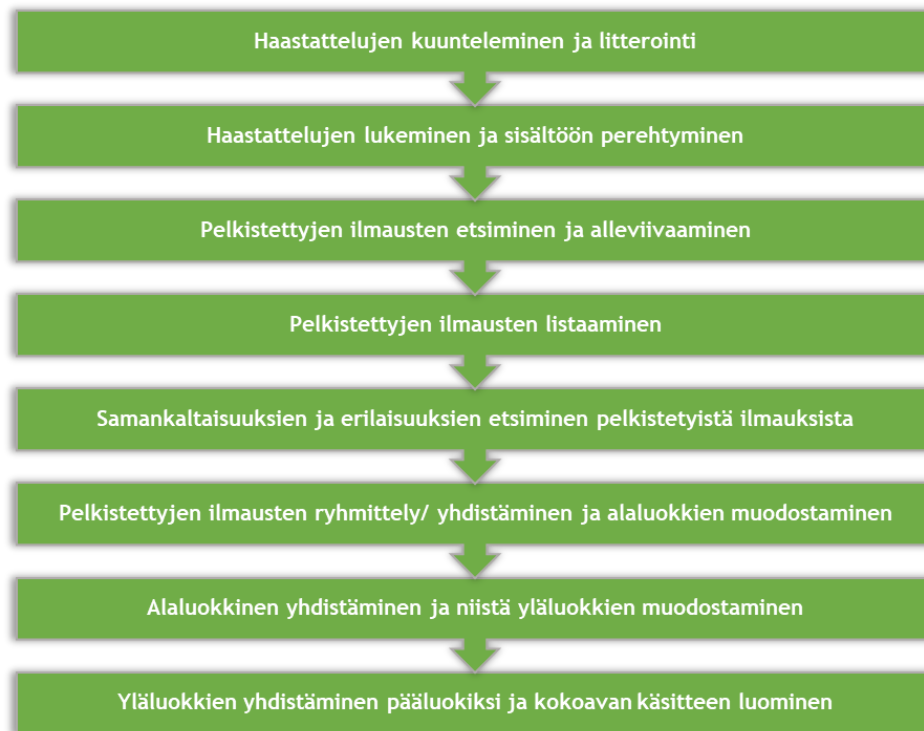 Haastattelujen kuunteleminen ja litterointi
Haastattelujen lukeminen ja sisältöön perehtyminen
Pelkistettyjen ilmausten etsiminen ja alleviivaaminen
Pelkistettyjen ilmausten listaaminen
Samankaltaisuuksien ja erilaisuuksien etsiminen pelkistetyistä ilmauksista
Pelkistettyjen ilmausten ryhmittely/ yhdistäminen ja alaluokkien muodostaminen
Alaluokkinen yhdistäminen ja niistä yläluokkien muodostaminen
Yläluokkien yhdistäminen pääluokiksi ja kokoavan käsitteen luominen